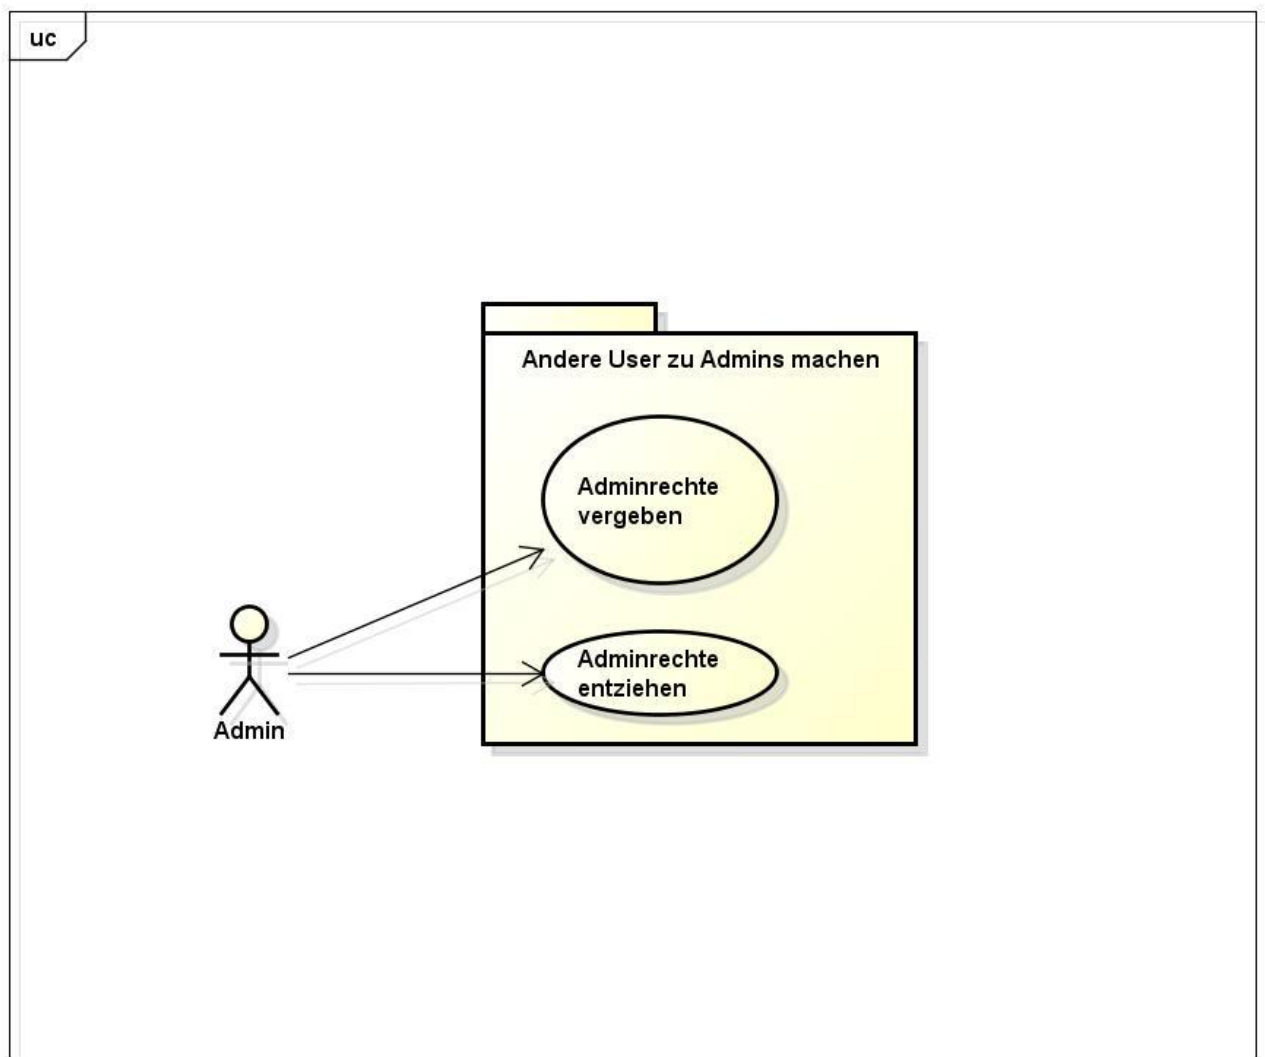 uc
Andere User zu Admins machen
Adminrechte
vergeben
Adminrechte
entziehen
Admin